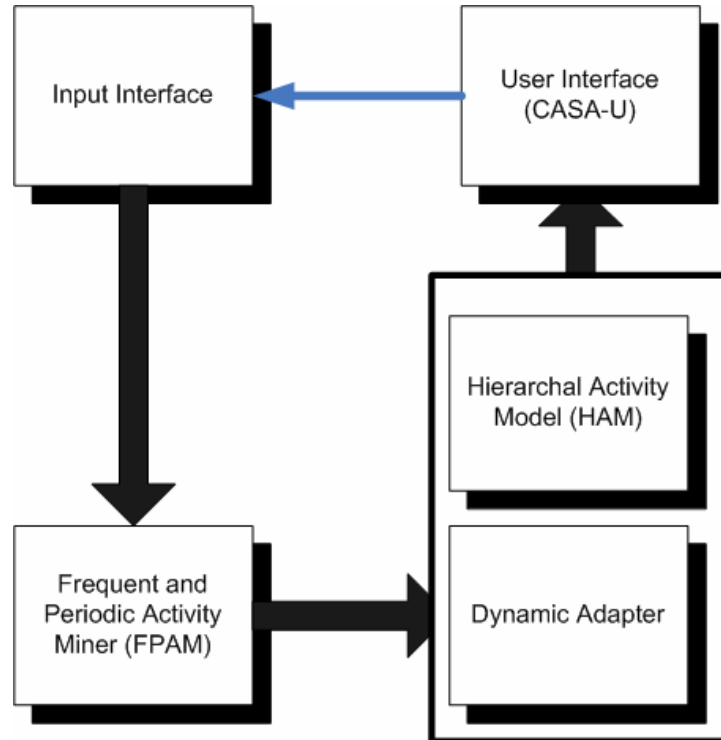 Input Interface
User Interface
(CASA-U)
Hierarchal Activity
Model (HAM)
Frequent and
Periodic Activity
Miner (FPAM)
Dynamic Adapter